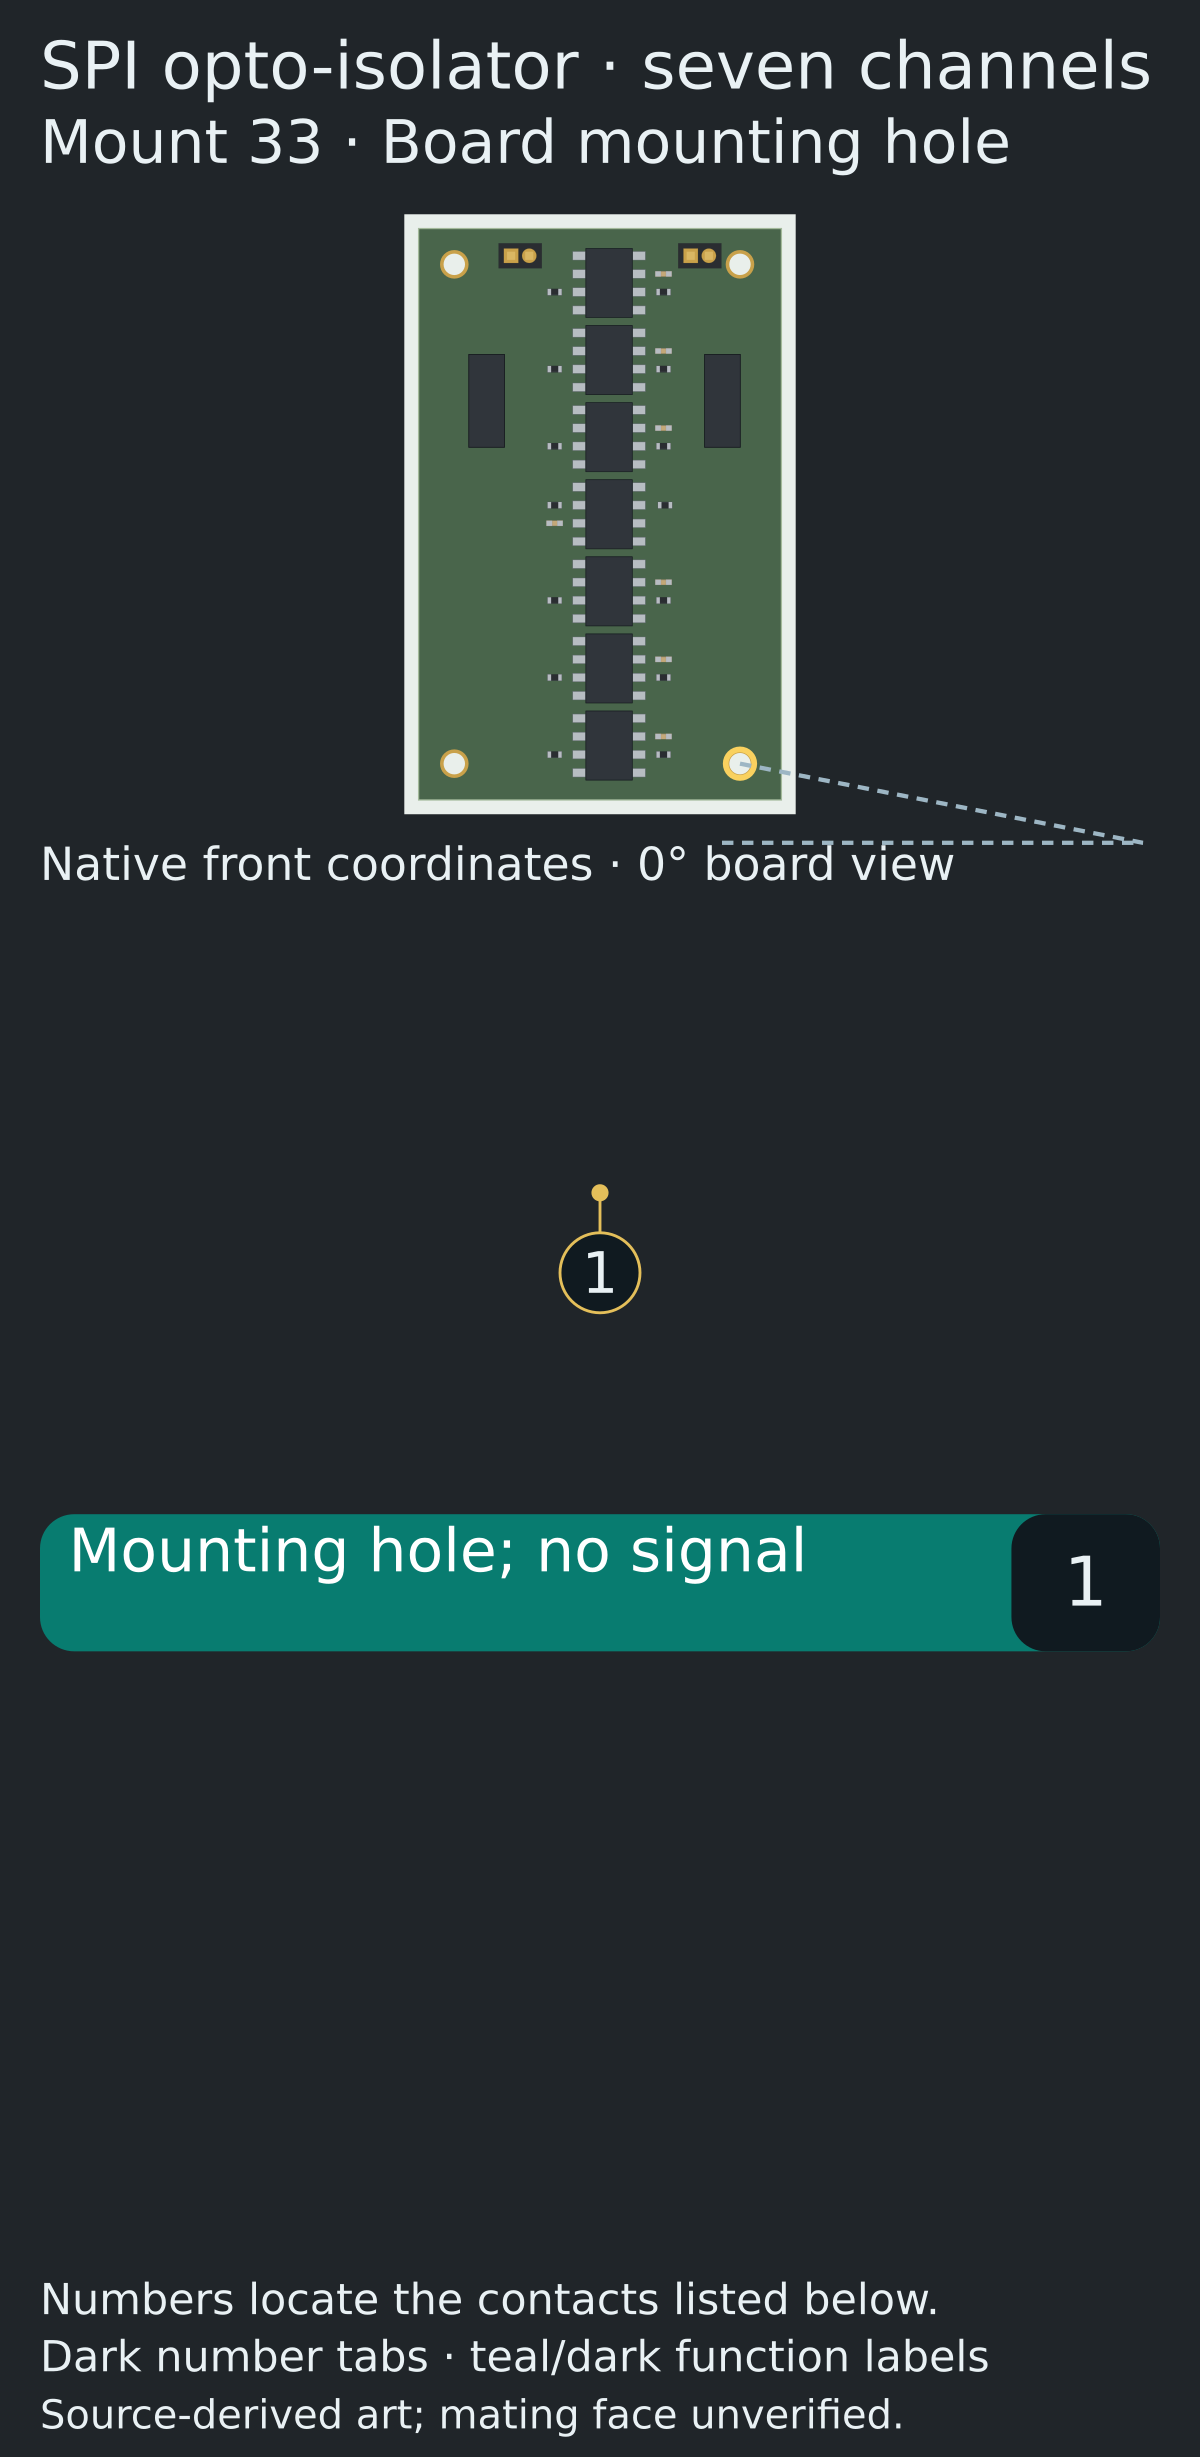 SPI opto-isolator · seven channels
Mount 33 · Board mounting hole
Native front coordinates · 0° board view
1
Mounting hole; no signal 1
Numbers locate the contacts listed below.
Dark number tabs · teal/dark function labels
Source-derived art; mating face unverified.